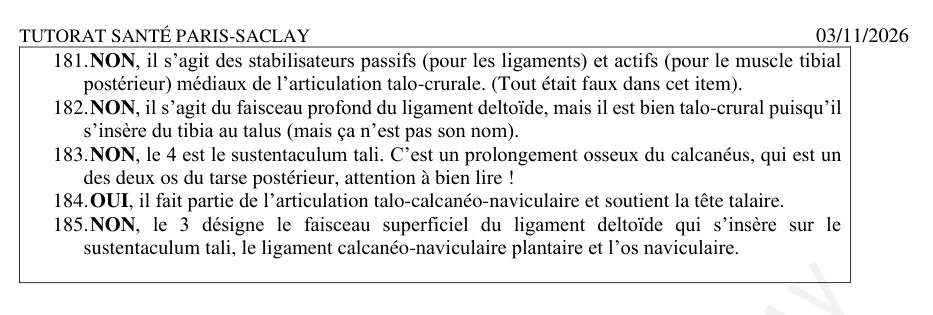 TUTORAT SANTÉ PARIS-SACLAY 03/11/2026
181.NON, il s’agit des stabilisateurs passifs (pour les ligaments) et actifs (pour le muscle tibial
postérieur) médiaux de l’articulation talo-crurale. (Tout était faux dans cet item).
182.NON, il s’agit du faisceau profond du ligament deltoïde, mais il est bien talo-crural puisqu’il
s’insère du tibia au talus (mais ça n’est pas son nom).
183.NON, le 4 est le sustentaculum tali. C’est un prolongement osseux du calcanéus, qui est un
des deux os du tarse postérieur, attention à bien lire !
184.OUI, il fait partie de l’articulation talo-calcanéo-naviculaire et soutient la tête talaire.
185.NON, le 3 désigne le faisceau superficiel du ligament deltoïde qui s’insère sur le
sustentaculum tali, le ligament calcanéo-naviculaire plantaire et l’os naviculaire.